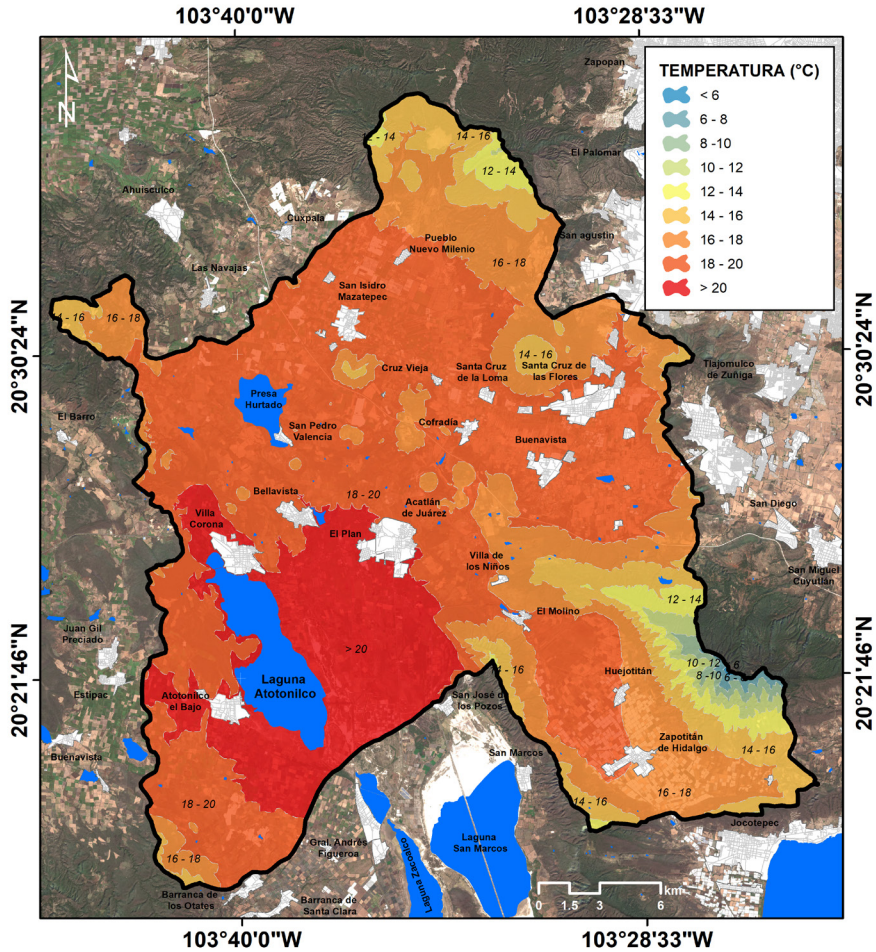 103°40'0"W
103°28'33"W
20°30'24"N
20°21'46"N
N
TEMPERATURA (°C)
< 6
6 - 8
8 -10
10 - 12
12 - 14
14 - 16
16 - 18
18 - 20
> 20
Zapopan
El Palomar
14 - 16
12 - 14
Ahuisculco
Cuxpala
San agustin
Pueblo
Nuevo Milenio
16 - 18
Las Navajas
San Isidro
Mazatepec
16 - 18
14 - 16
Cruz Vieja
Santa Cruz
de la Loma
Santa Cruz de
las Flores
Tlajomulco
de Zuñiga
Presa
Hurtado
El Barro
San Pedro
Valencia
Cofradía
Buenavista
Bellavista
18 - 20
Acatlán
de Juárez
San Diego
Villa
Corona
El Plan
Villa de
los Niños
San Miguel
Cuyutlán
12 - 14
El Molino
Juan Gil
Preciado
> 20
14 - 16
10 - 12
8 -10
Huejotitán
Laguna
Atotonilco
Estipac
Atotonilco
el Bajo
San José d
los Pozos
Zapotitán
de Hidalgo
14 - 16
Buenavista
San Marcos
16 - 18
14 - 16
18 - 20
Jocotepec
Laguna
San Marcos
Gral. Andrés
Figueroa
Laguna Zacoalco
16 - 18
Barranca de
los Otates
Barranca de
Santa Clara
km
0 1.5 3 6
103°40'0"W
103°28'33"W
20°30'24"N
20°21'46"N